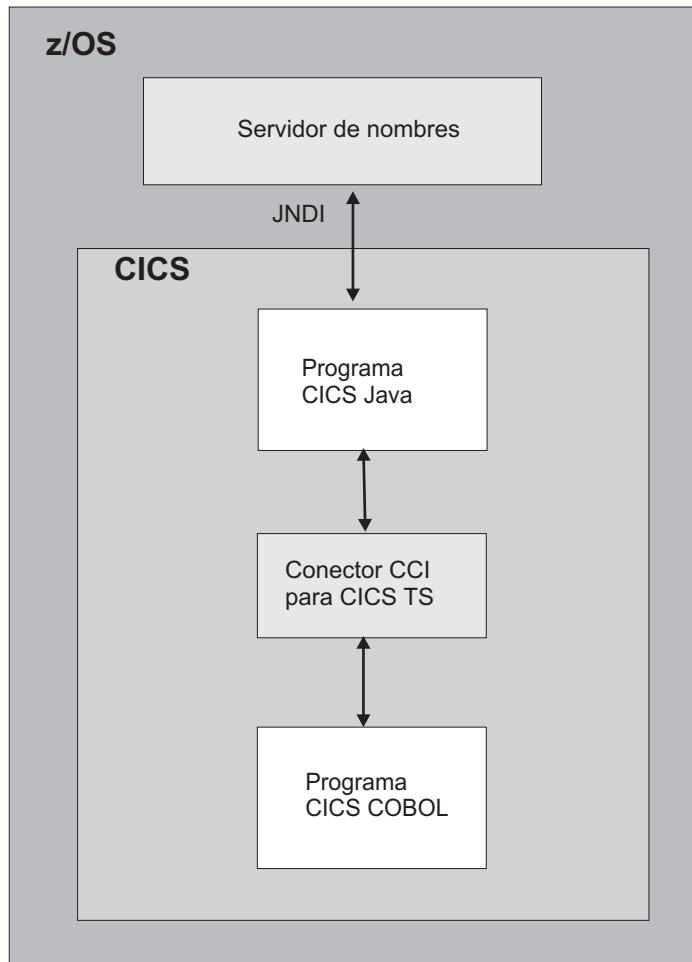 z/OS
Servidor de nombres
JNDI
CICS
Programa
CICS Java
Conector CCI
para CICS TS
Programa
CICS COBOL